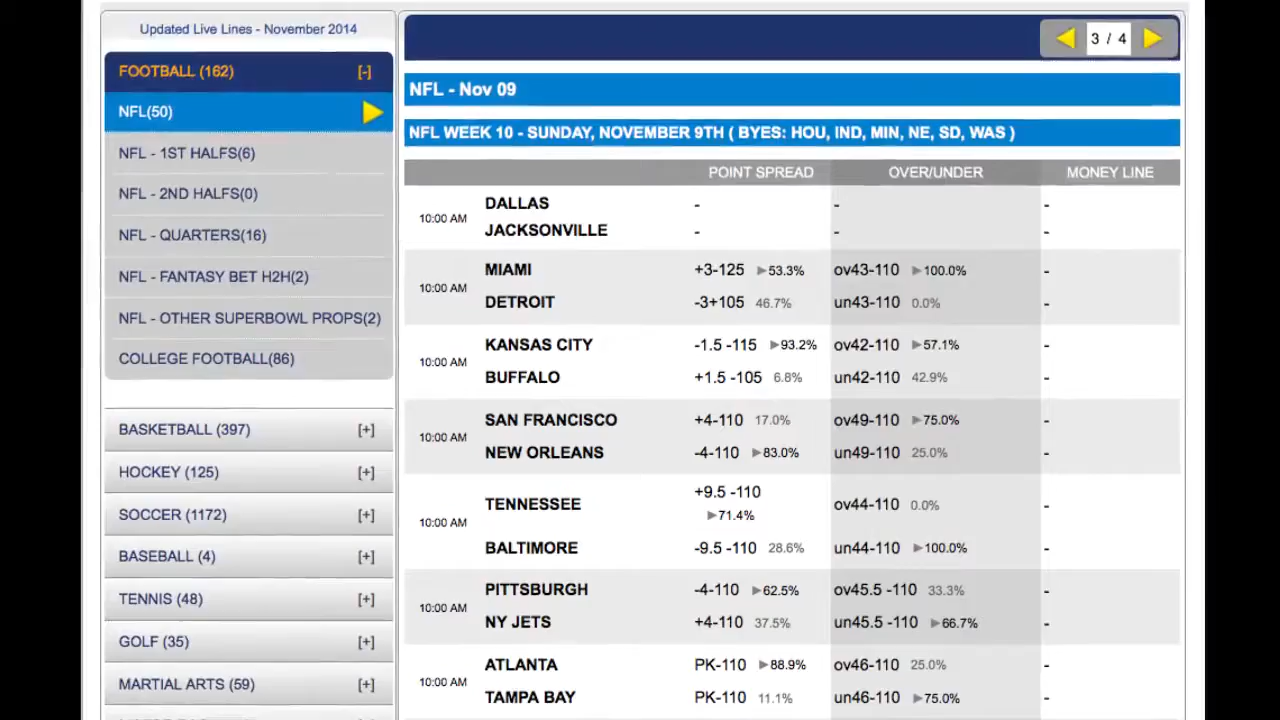 Updated Live Lines - November 2014
FOOTBALL (162) [-]
NFL(50)
NFL - 1ST HALFS(6)
NFL - 2ND HALFS(0)
NFL - QUARTERS(16)
NFL - FANTASY BET H2H(2)
NFL - OTHER SUPERBOWL PROPS(2)
COLLEGE FOOTBALL(86)
BASKETBALL (397) [+]
HOCKEY (125) [+]
SOCCER (1172) [+]
BASEBALL (4) [+]
TENNIS (48) [+]
GOLF (35) [+]
MARTIAL ARTS (59) [+]
3 / 4
NFL - Nov 09
NFL WEEK 10 - SUNDAY, NOVEMBER 9TH ( BYES: HOU, IND, MIN, NE, SD, WAS )
POINT SPREAD OVER/UNDER MONEY LINE
10:00 AM
DALLAS - - -
JACKSONVILLE - - -
10:00 AM
MIAMI +3-125 ▶53.3% ov43-110 ▶100.0% -
DETROIT -3+105 46.7% un43-110 0.0% -
10:00 AM
KANSAS CITY -1.5 -115 ▶93.2% ov42-110 ▶57.1% -
BUFFALO +1.5 -105 6.8% un42-110 42.9% -
10:00 AM
SAN FRANCISCO +4-110 17.0% ov49-110 ▶75.0% -
NEW ORLEANS -4-110 ▶83.0% un49-110 25.0% -
10:00 AM
TENNESSEE +9.5 -110 ▶71.4% ov44-110 0.0% -
BALTIMORE -9.5 -110 28.6% un44-110 ▶100.0% -
10:00 AM
PITTSBURGH -4-110 ▶62.5% ov45.5 -110 33.3% -
NY JETS +4-110 37.5% un45.5 -110 ▶66.7% -
10:00 AM
ATLANTA PK-110 ▶88.9% ov46-110 25.0% -
TAMPA BAY PK-110 11.1% un46-110 ▶75.0% -